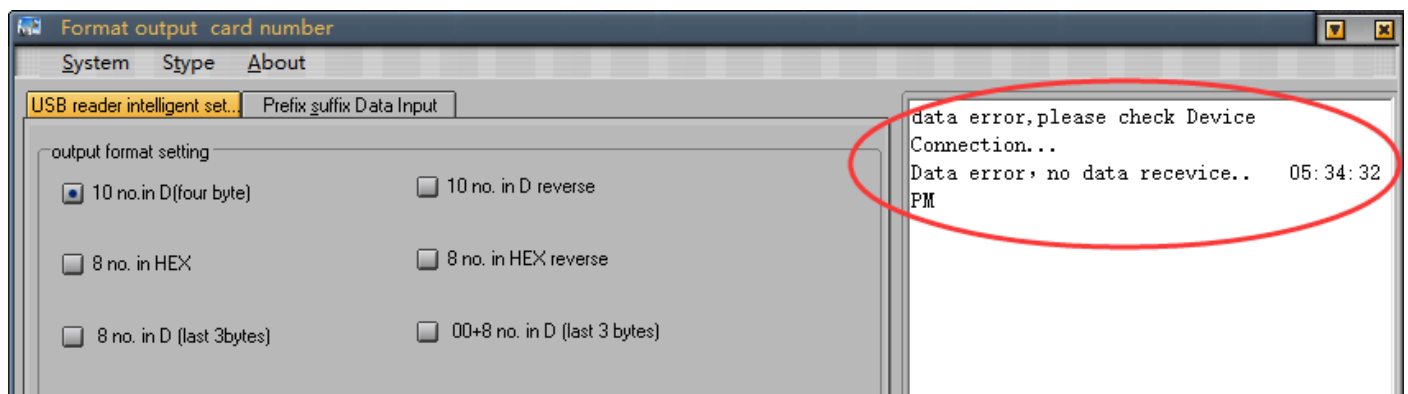 Format output card number
System Stype About
USB reader intelligent set... Prefix suffix Data Input
output format setting
10 no.in D(four byte) 10 no. in D reverse
8 no. in HEX 8 no. in HEX reverse
8 no. in D (last 3bytes) 00+8 no. in D (last 3 bytes)
data error,please check Device
Connection...
Data error，no data recevice.. 05:34:32
PM